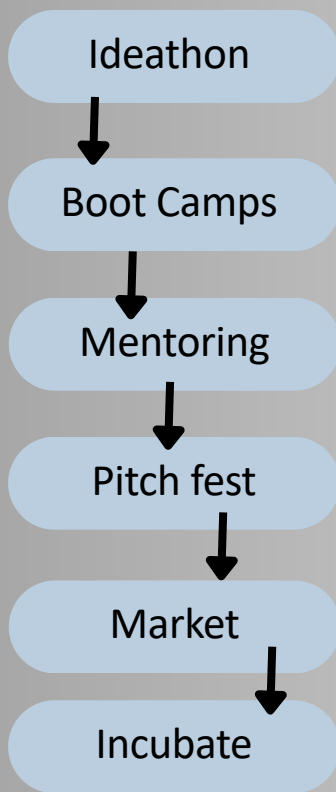 Ideathon
Boot Camps
Mentoring
Pitch fest
Market
Incubate